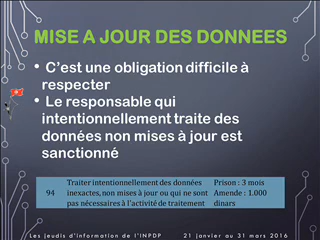 MISE A JOUR DES DONNEES
• C'est une obligation difficile à
respecter
• Le responsable qui
intentionnellement traite des
données non mises à jour est
sanctionné
94 Traiter intentionnellement des données inexactes, non mises à jour ou qui ne sont pas nécessaires à l'activité de traitement Prison : 3 mois Amende : 1.000 dinars
Les jeudis d'information de l'INPDP 21 janvier au 31 mars 2016